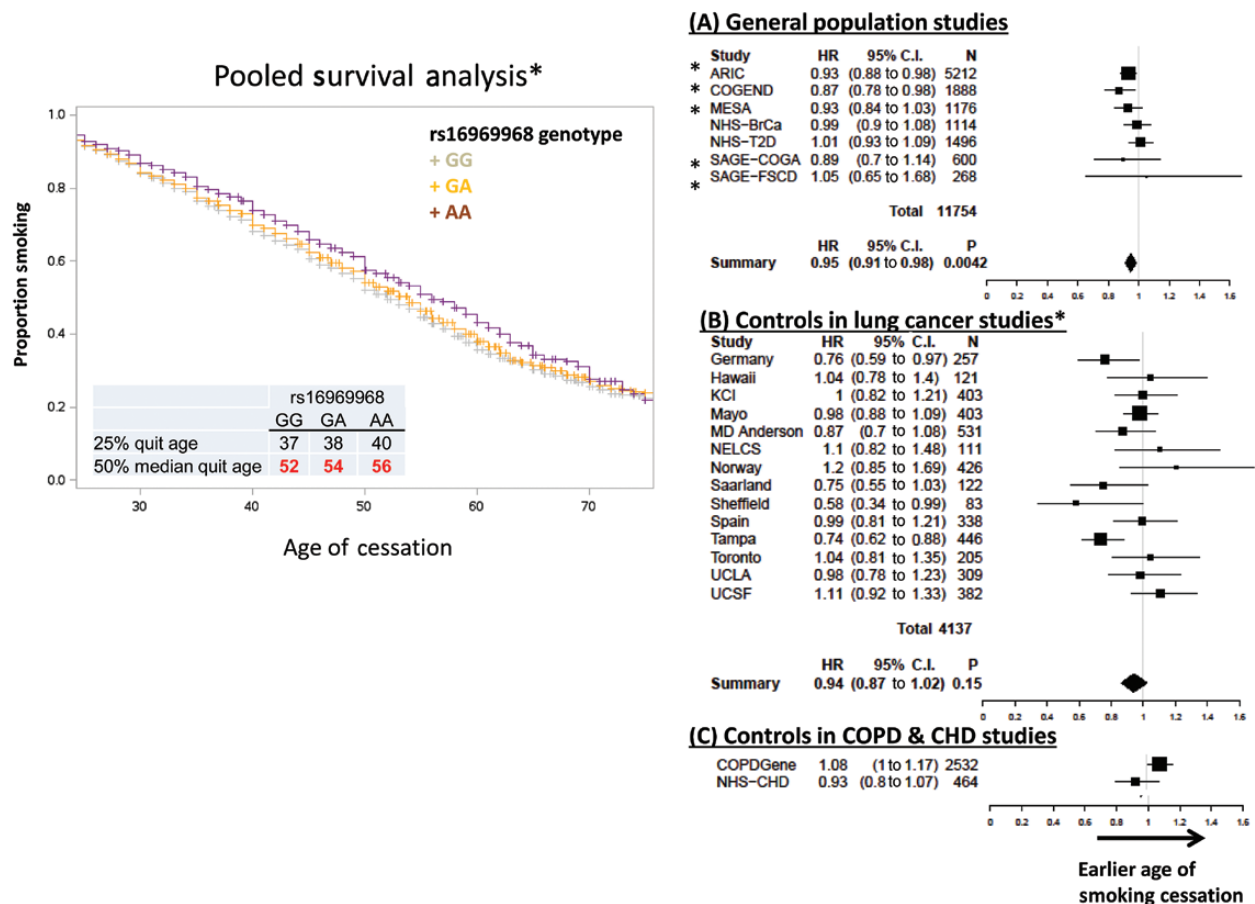 Pooled survival analysis*
rs16969968 genotype
+ GG
+ GA
+ AA
Proportion smoking
1.0
0.8
0.6
0.4
0.2
0.0
rs16969968
GG GA AA
25% quit age 37 38 40
50% median quit age 52 54 56
30 40 50 60 70
Age of cessation
(A) General population studies
Study HR 95% C.I. N
* ARIC 0.93 (0.88 to 0.98) 5212
* COGEND 0.87 (0.78 to 0.98) 1888
* MESA 0.93 (0.84 to 1.03) 1176
NHS-BrCa 0.99 (0.9 to 1.08) 1114
NHS-T2D 1.01 (0.93 to 1.09) 1496
* SAGE-COGA 0.89 (0.7 to 1.14) 600
* SAGE-FSCD 1.05 (0.65 to 1.68) 268
Total 11754
HR 95% C.I. P
Summary 0.95 (0.91 to 0.98) 0.0042
0 0.2 0.4 0.6 0.8 1 1.2 1.4 1.6
(B) Controls in lung cancer studies*
Study HR 95% C.I. N
Germany 0.76 (0.59 to 0.97) 257
Hawaii 1.04 (0.78 to 1.4) 121
KCI 1 (0.82 to 1.21) 403
Mayo 0.98 (0.88 to 1.09) 403
MD Anderson 0.87 (0.7 to 1.08) 531
NELCS 1.1 (0.82 to 1.48) 111
Norway 1.2 (0.85 to 1.69) 426
Saarland 0.75 (0.55 to 1.03) 122
Sheffield 0.58 (0.34 to 0.99) 83
Spain 0.99 (0.81 to 1.21) 338
Tampa 0.74 (0.62 to 0.88) 446
Toronto 1.04 (0.81 to 1.35) 205
UCLA 0.98 (0.78 to 1.23) 309
UCSF 1.11 (0.92 to 1.33) 382
Total 4137
HR 95% C.I. P
Summary 0.94 (0.87 to 1.02) 0.15
0 0.2 0.4 0.6 0.8 1 1.2 1.4 1.6
(C) Controls in COPD & CHD studies
COPDGene 1.08 (1 to 1.17) 2532
NHS-CHD 0.93 (0.8 to 1.07) 464
0 0.2 0.4 0.6 0.8 1 1.2 1.4 1.6
Earlier age of
smoking cessation